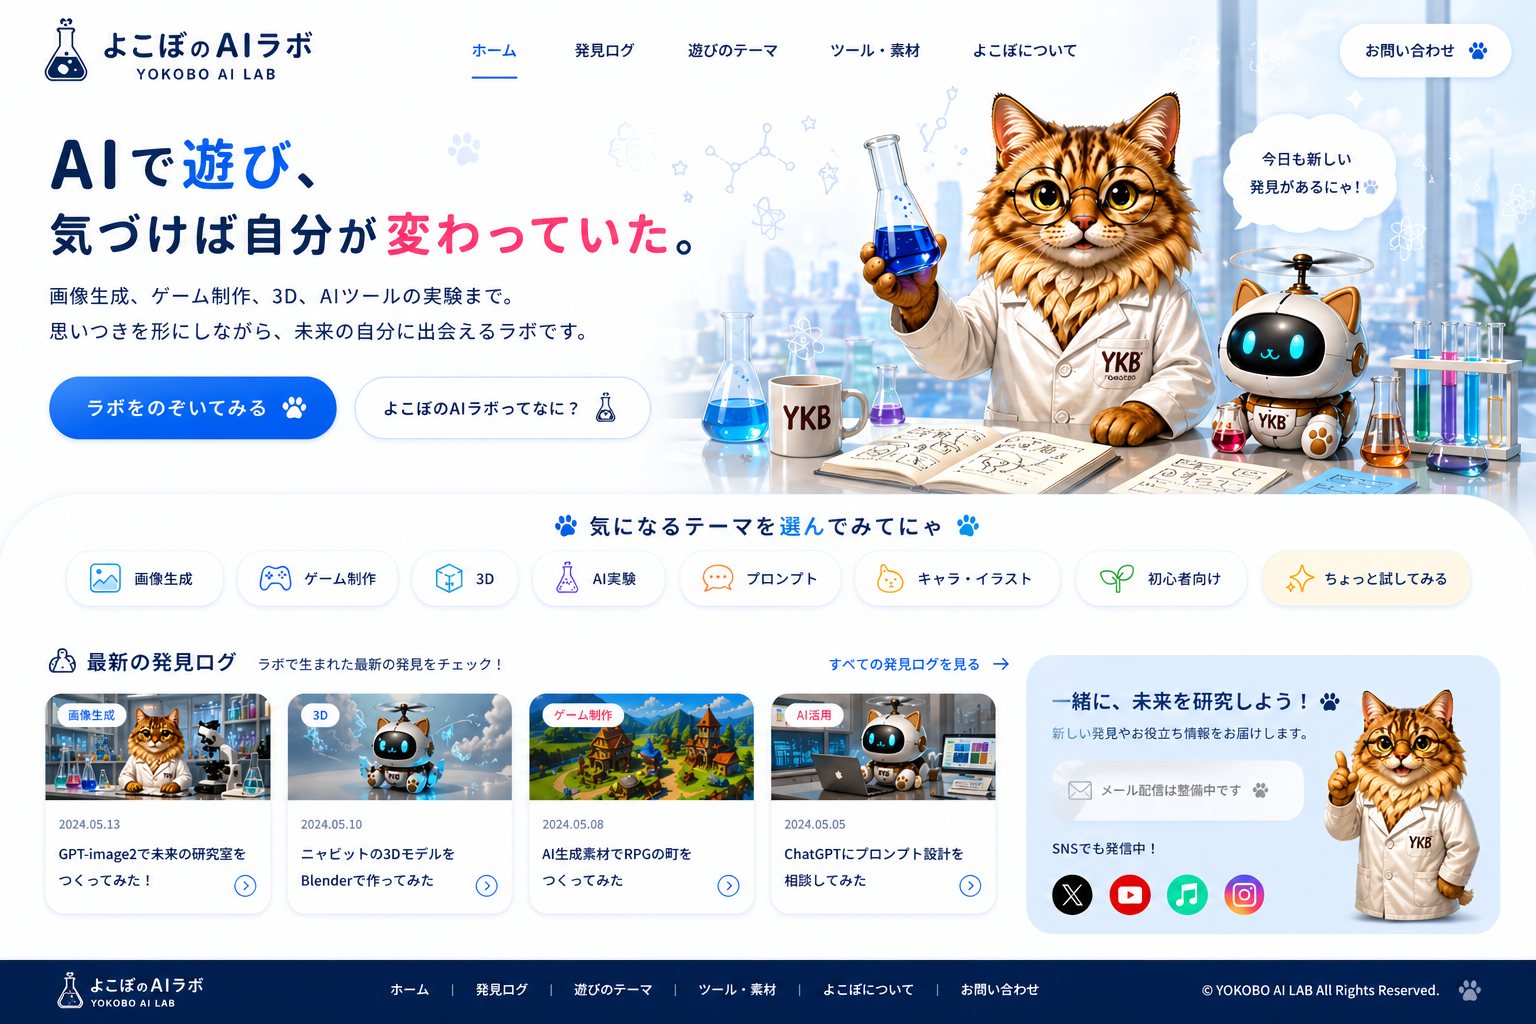 よこぼのAIラボ
YOKOBO AI LAB
ホーム
発見ログ
遊びのテーマ
ツール・素材
よこぼについて
お問い合わせ
AIで遊び、
気づけば自分が変わっていた。
画像生成、ゲーム制作、3D、AIツールの実験まで。
思いつきを形にしながら、未来の自分に出会えるラボです。
ラボをのぞいてみる
よこぼのAIラボってなに？
今日も新しい
発見があるにゃ！
YKB
YKB
YKB
気になるテーマを選んでみてにゃ
画像生成
ゲーム制作
3D
AI実験
プロンプト
キャラ・イラスト
初心者向け
ちょっと試してみる
最新の発見ログ
ラボで生まれた最新の発見をチェック！
すべての発見ログを見る
画像生成
2024.05.13
GPT-image2で未来の研究室を
つくってみた！
3D
2024.05.10
ニャビットの3Dモデルを
Blenderで作ってみた
ゲーム制作
2024.05.08
AI生成素材でRPGの町を
つくってみた
AI活用
2024.05.05
ChatGPTにプロンプト設計を
相談してみた
一緒に、未来を研究しよう！
新しい発見やお役立ち情報をお届けします。
メール配信は整備中です
SNSでも発信中！
YKB
よこぼのAIラボ
YOKOBO AI LAB
ホーム
発見ログ
遊びのテーマ
ツール・素材
よこぼについて
お問い合わせ
© YOKOBO AI LAB All Rights Reserved.